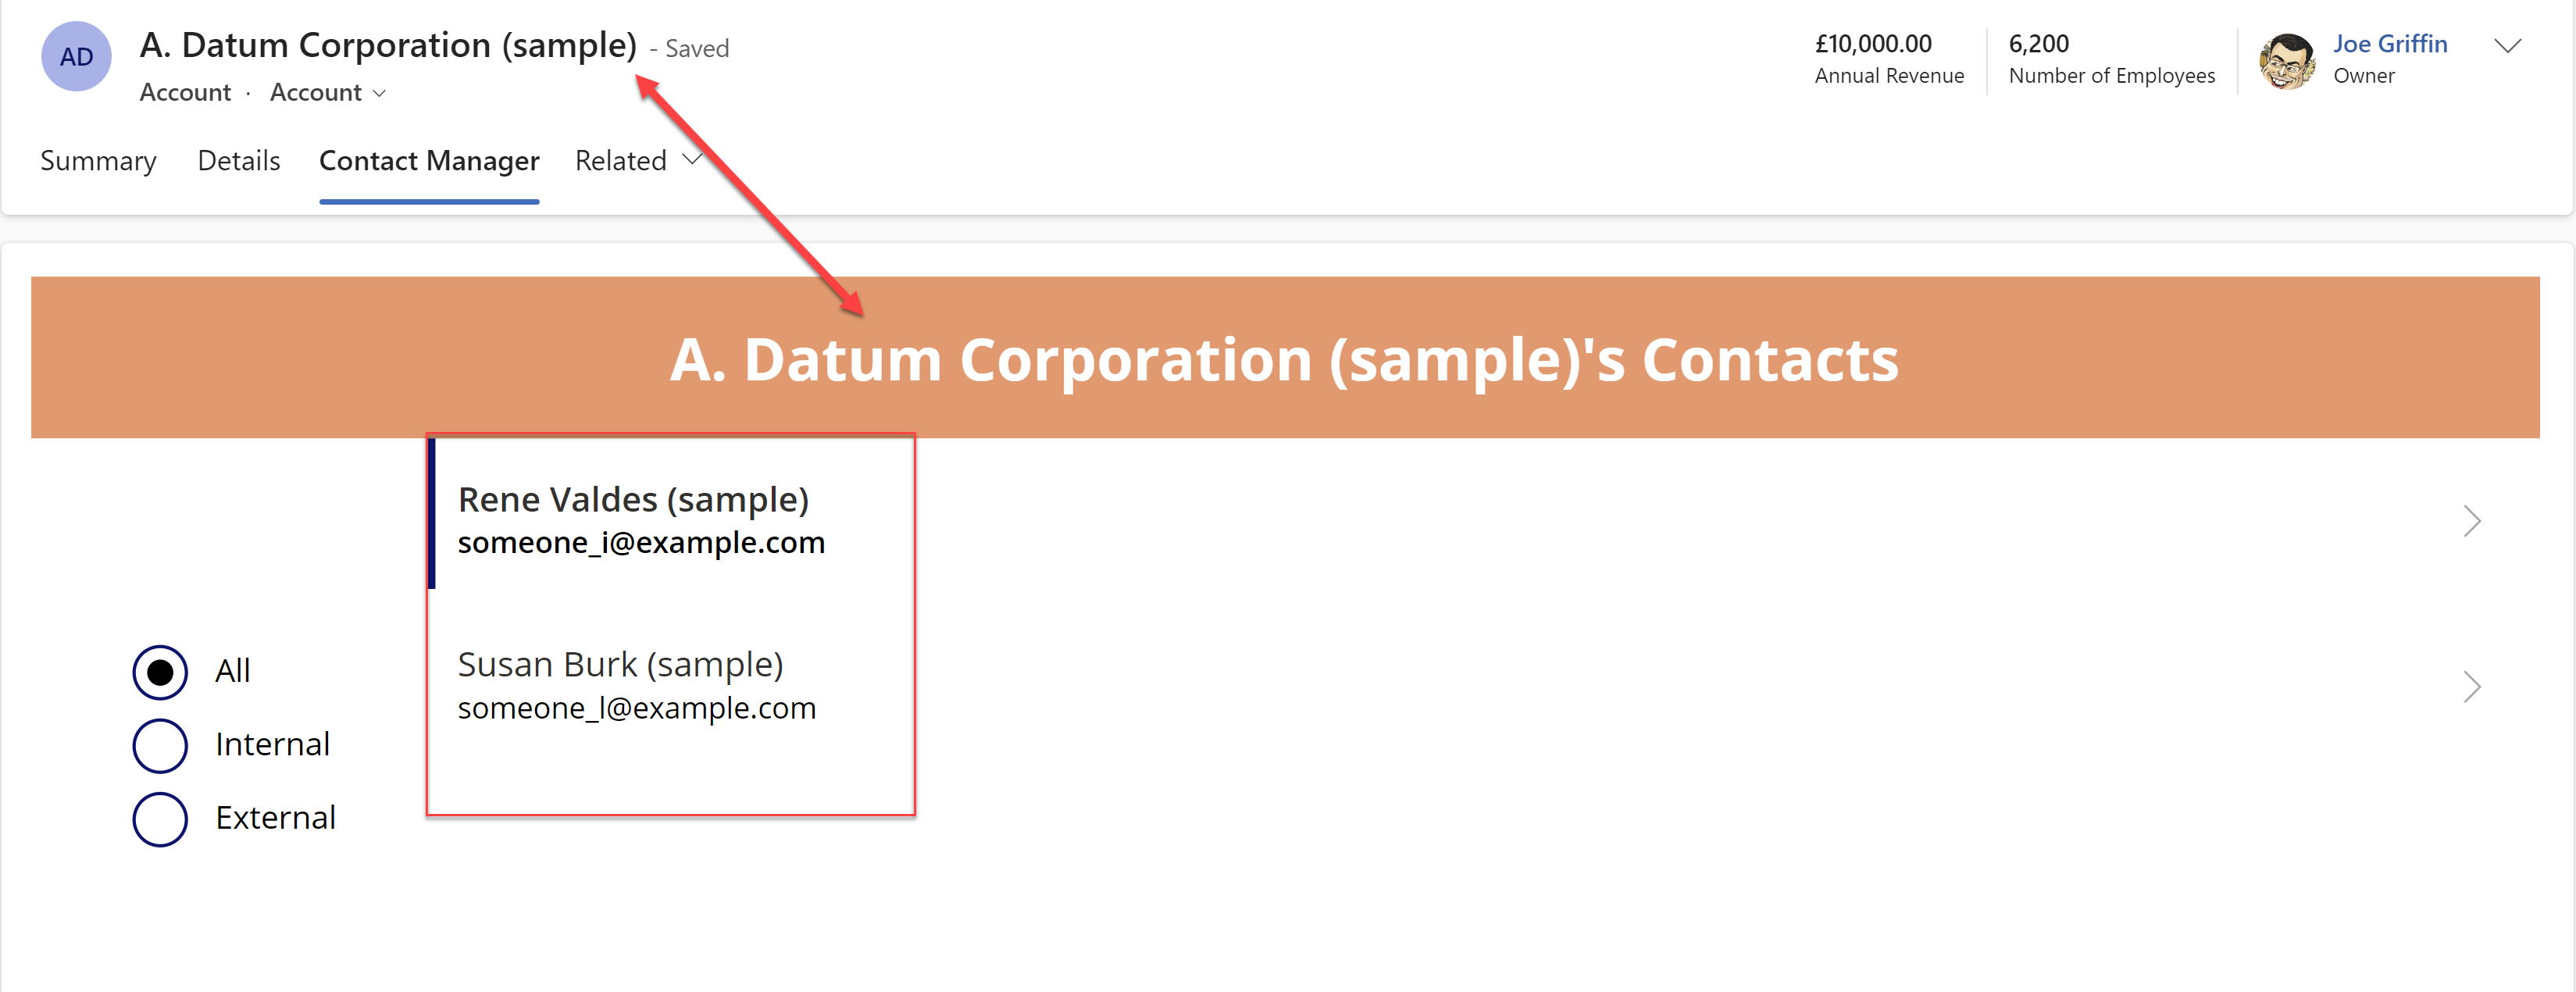 AD
A. Datum Corporation (sample) - Saved
Account · Account
£10,000.00
Annual Revenue
6,200
Number of Employees
Joe Griffin
Owner
Summary Details Contact Manager Related
A. Datum Corporation (sample)'s Contacts
Rene Valdes (sample)
someone_i@example.com
Susan Burk (sample)
someone_l@example.com
All
Internal
External